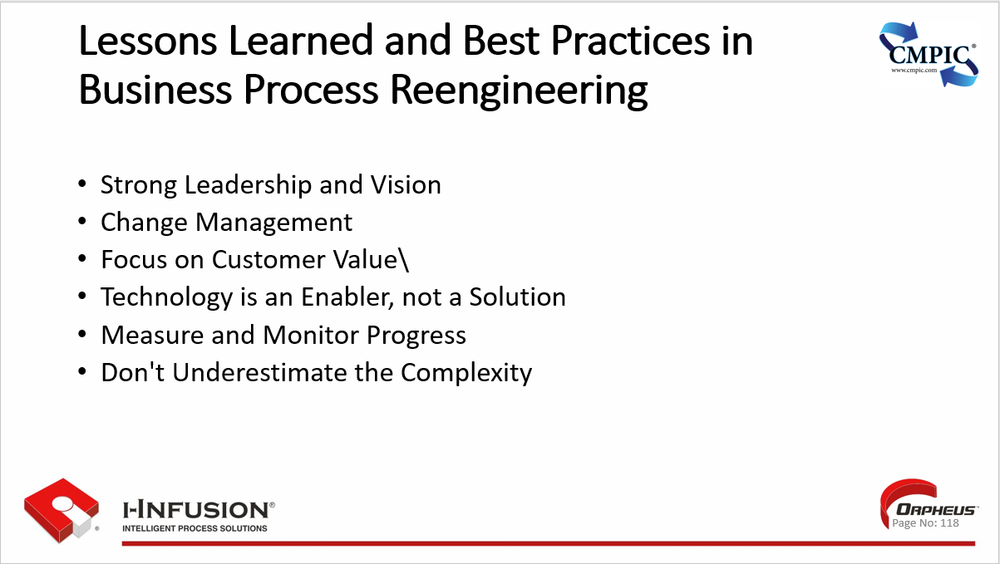 Lessons Learned and Best Practices in
Business Process Reengineering
CMPIC®
www.cmpic.com
• Strong Leadership and Vision
• Change Management
• Focus on Customer Value\
• Technology is an Enabler, not a Solution
• Measure and Monitor Progress
• Don't Underestimate the Complexity
I-INFUSION®
INTELLIGENT PROCESS SOLUTIONS
®
ORPHEUS™
Page No: 118